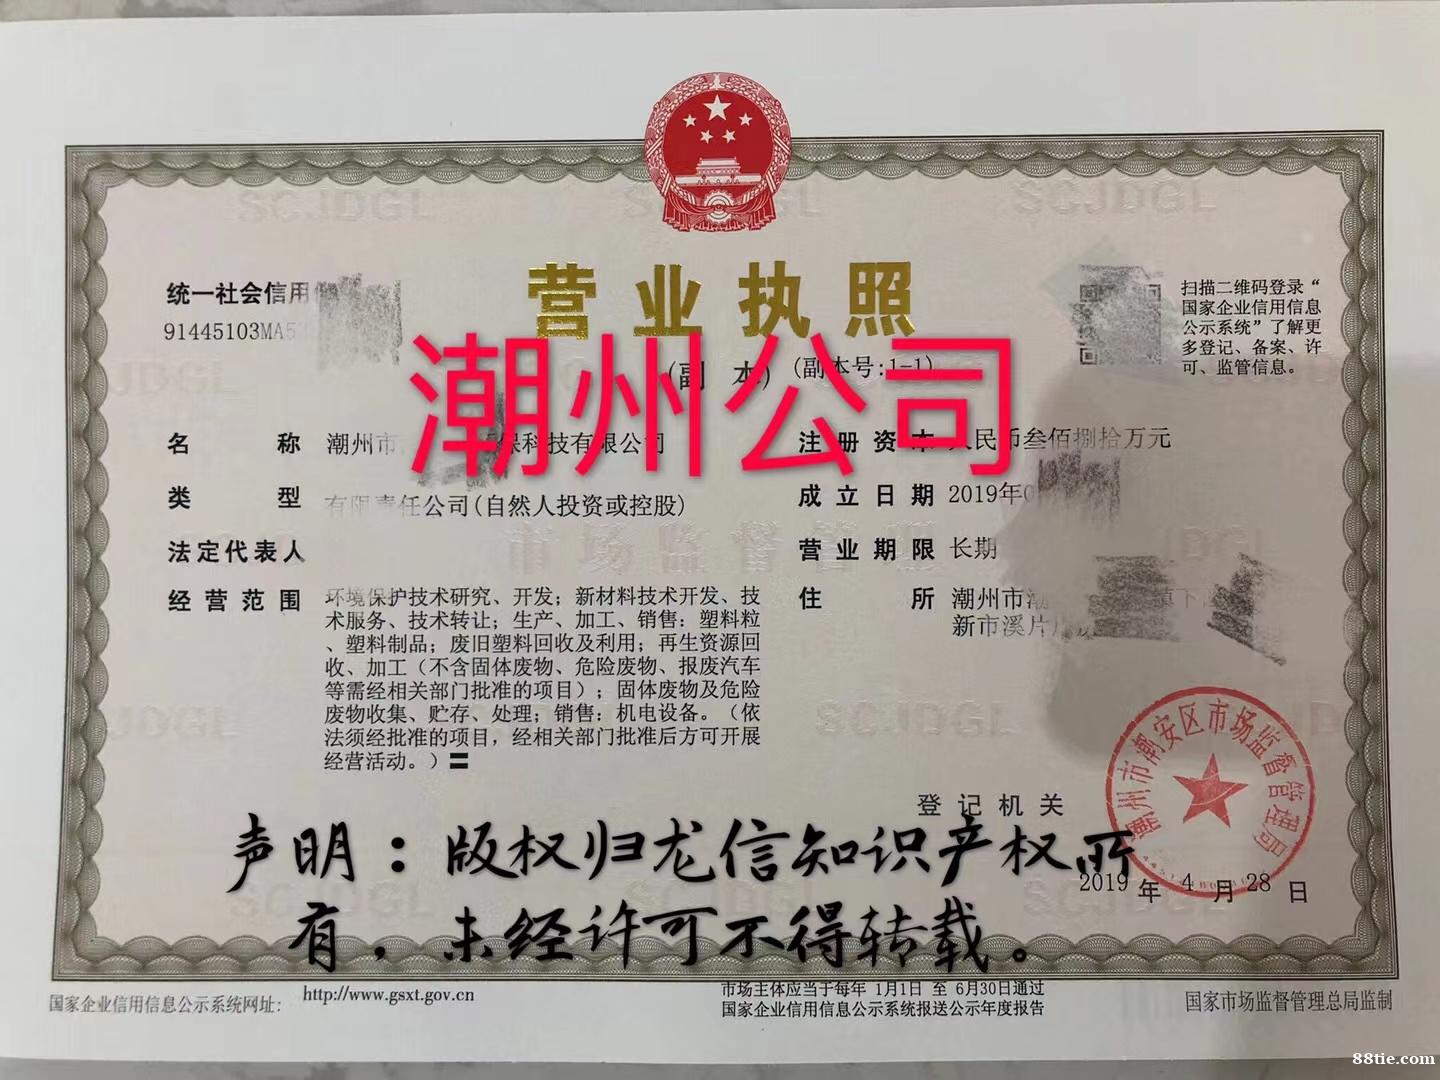 营业执照
(副 本) (副本号:1-1)
潮州公司
统一社会信用
91445103MA5
扫描二维码登录“
国家企业信用信息
公示系统”了解更
多登记、备案、许
可、监管信息。
名 称 潮州市 保科技有限公司
类 型 有限责任公司(自然人投资或控股)
法定代表人
经营范围 环境保护技术研究、开发；新材料技术开发、技
术服务、技术转让；生产、加工、销售：塑料粒
、塑料制品；废旧塑料回收及利用；再生资源回
收、加工（不含固体废物、危险废物、报废汽车
等需经相关部门批准的项目）；固体废物及危险
废物收集、贮存、处理；销售：机电设备。（依
法须经批准的项目，经相关部门批准后方可开展
经营活动。）
注册资本 人民币叁佰捌拾万元
成立日期 2019年
营业期限 长期
住 所 潮州市潮
新市溪片
登记机关
潮州市潮安区市场监督管理局
2019 年 4 月 28 日
声明：版权归龙信知识产权所
有，未经许可不得转载。
SCJDGL
市场监督管理
国家企业信用信息公示系统网址： http://www.gsxt.gov.cn
市场主体应当于每年 1月1日 至 6月30日通过
国家企业信用信息公示系统报送公示年度报告
国家市场监督管理总局监制
88tie.com